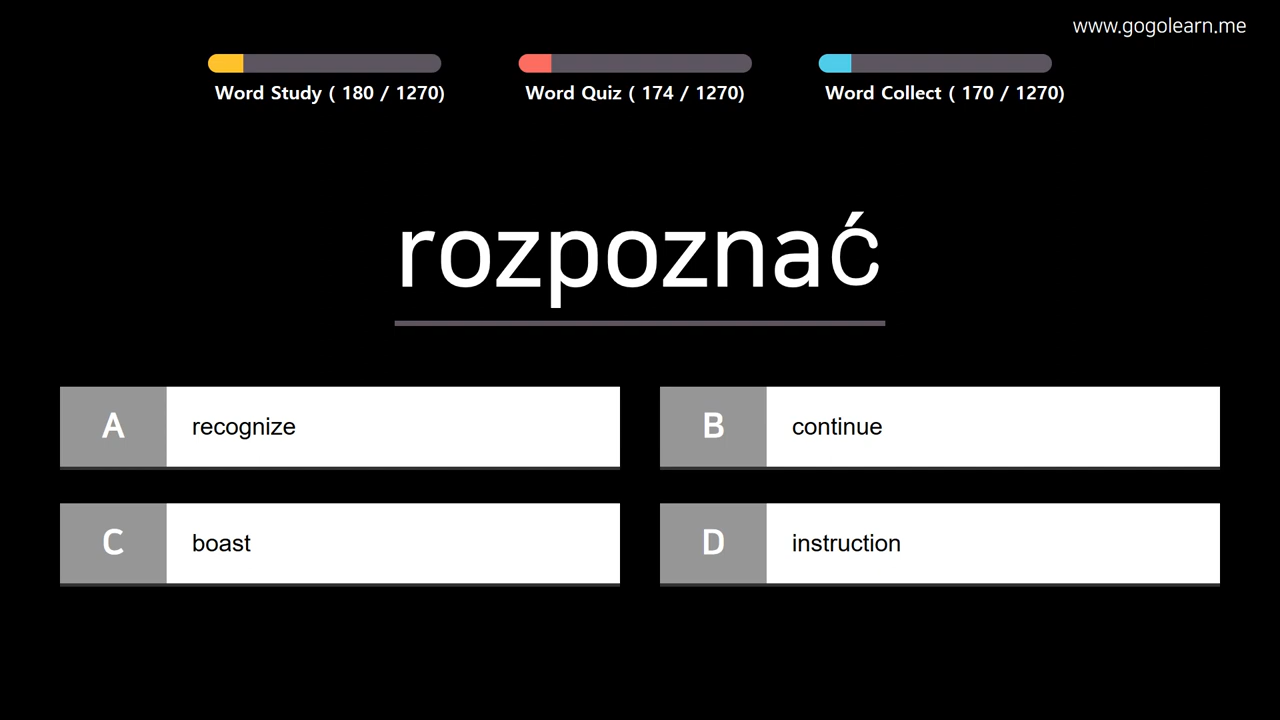 www.gogolearn.me
Word Study ( 180 / 1270)
Word Quiz ( 174 / 1270)
Word Collect ( 170 / 1270)
rozpoznać
A recognize
B continue
C boast
D instruction